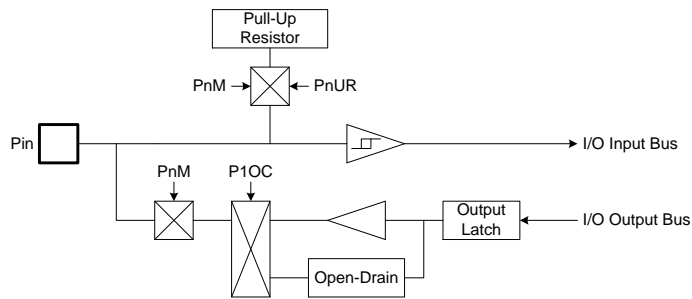 Pull-Up
Resistor
PnM
PnUR
Pin
I/O Input Bus
PnM
P1OC
Output
Latch
I/O Output Bus
Open-Drain